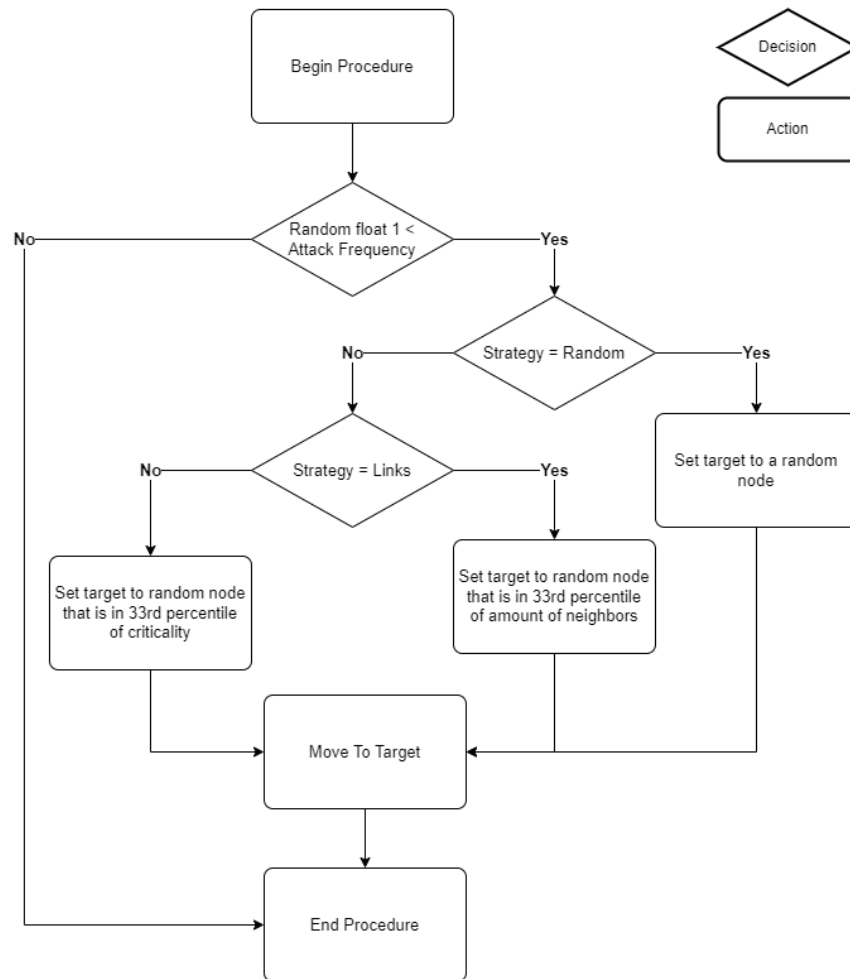 Begin Procedure
Decision
Action
Random float 1 <
Attack Frequency
No
Yes
Strategy = Random
No
Yes
Strategy = Links
No
Yes
Set target to a random
node
Set target to random node
that is in 33rd percentile
of criticality
Set target to random node
that is in 33rd percentile
of amount of neighbors
Move To Target
End Procedure